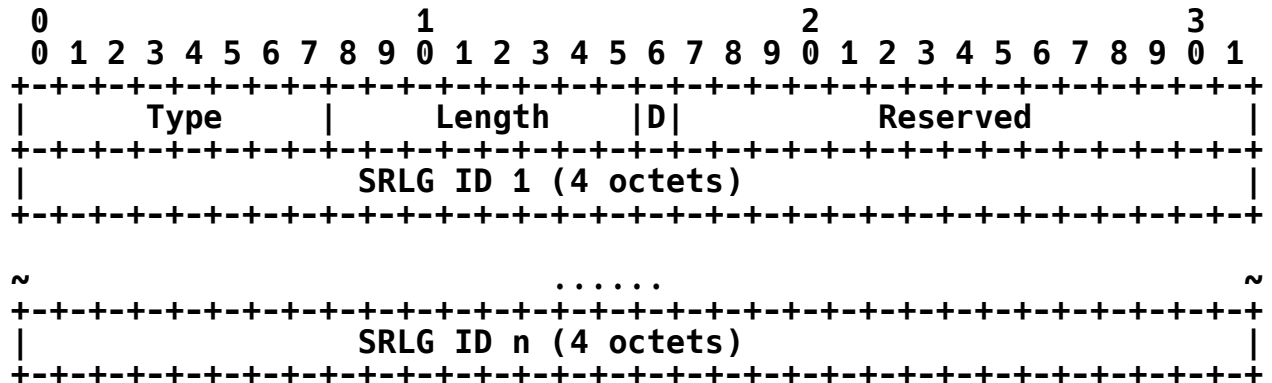 0                   1                   2                   3
 0 1 2 3 4 5 6 7 8 9 0 1 2 3 4 5 6 7 8 9 0 1 2 3 4 5 6 7 8 9 0 1
+-+-+-+-+-+-+-+-+-+-+-+-+-+-+-+-+-+-+-+-+-+-+-+-+-+-+-+-+-+-+-+-+
|      Type     |     Length    |D|          Reserved           |
+-+-+-+-+-+-+-+-+-+-+-+-+-+-+-+-+-+-+-+-+-+-+-+-+-+-+-+-+-+-+-+-+
|                 SRLG ID 1 (4 octets)                          |
+-+-+-+-+-+-+-+-+-+-+-+-+-+-+-+-+-+-+-+-+-+-+-+-+-+-+-+-+-+-+-+-+
~                           ......                              ~
+-+-+-+-+-+-+-+-+-+-+-+-+-+-+-+-+-+-+-+-+-+-+-+-+-+-+-+-+-+-+-+-+
|                 SRLG ID n (4 octets)                          |
+-+-+-+-+-+-+-+-+-+-+-+-+-+-+-+-+-+-+-+-+-+-+-+-+-+-+-+-+-+-+-+-+